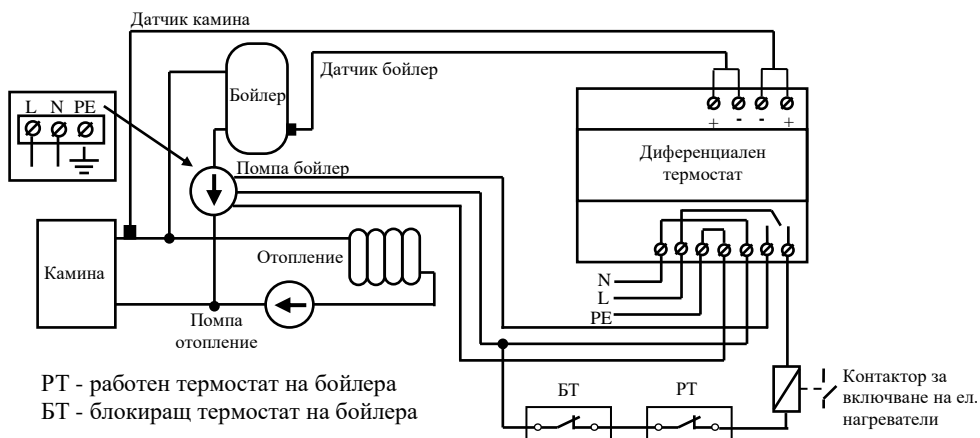 Датчик камина
Датчик бойлер
Бойлер
L N PE
+ - - +
Диференциален
термостат
Помпа бойлер
Камина
Отопление
N
L
PE
Помпа
отопление
РТ - работен термостат на бойлера
БТ - блокиращ термостат на бойлера
БТ
РТ
Контактор за
включване на ел.
нагреватели